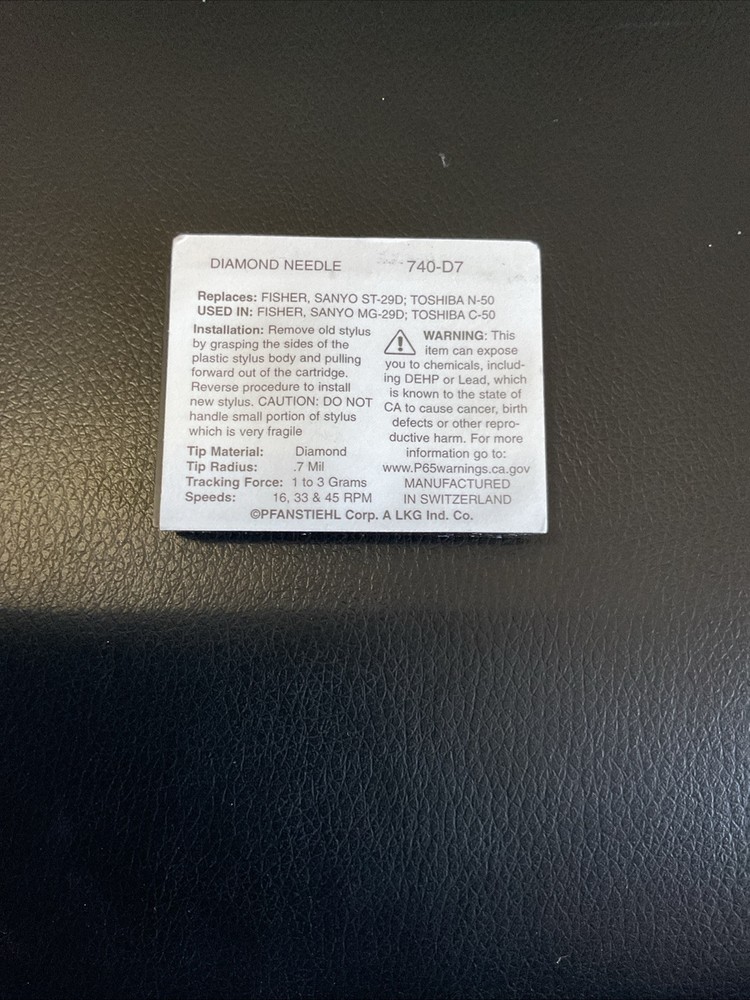 DIAMOND NEEDLE 740-D7
Replaces: FISHER, SANYO ST-29D; TOSHIBA N-50
USED IN: FISHER, SANYO MG-29D; TOSHIBA C-50
Installation: Remove old stylus
by grasping the sides of the
plastic stylus body and pulling
forward out of the cartridge.
Reverse procedure to install
new stylus. CAUTION: DO NOT
handle small portion of stylus
which is very fragile
Tip Material: Diamond
Tip Radius: .7 Mil
Tracking Force: 1 to 3 Grams
Speeds: 16, 33 & 45 RPM
WARNING: This
item can expose
you to chemicals, includ-
ing DEHP or Lead, which
is known to the state of
CA to cause cancer, birth
defects or other repro-
ductive harm. For more
information go to:
www.P65warnings.ca.gov
MANUFACTURED
IN SWITZERLAND
©PFANSTIEHL Corp. A LKG Ind. Co.